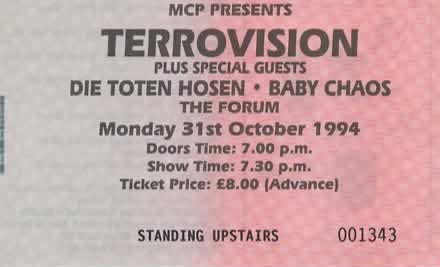 MCP PRESENTS
TERROVISION
PLUS SPECIAL GUESTS
DIE TOTEN HOSEN • BABY CHAOS
THE FORUM
Monday 31st October 1994
Doors Time: 7.00 p.m.
Show Time: 7.30 p.m.
Ticket Price: £8.00 (Advance)
STANDING UPSTAIRS 001343